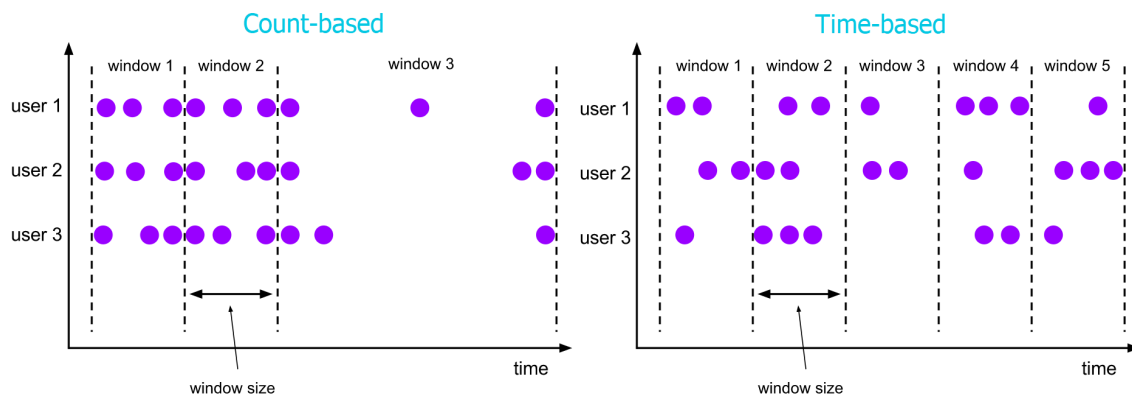 Count-based
window 1
window 2
window 3
user 1
user 2
user 3
time
window size
Time-based
window 1
window 2
window 3
window 4
window 5
user 1
user 2
user 3
time
window size